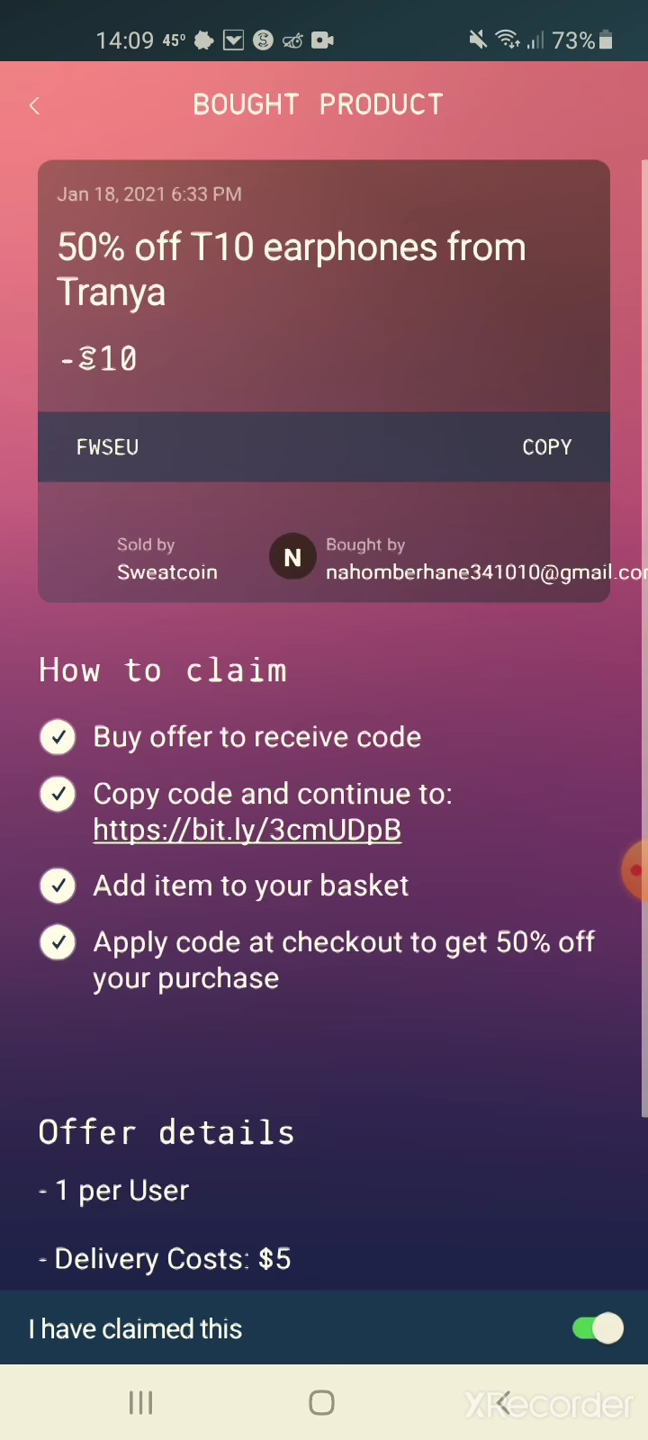 14:09 45° 73%
BOUGHT PRODUCT
Jan 18, 2021 6:33 PM
50% off T10 earphones from
Tranya
-10
FWSEU COPY
Sold by
Sweatcoin
N
Bought by
nahomberhane341010@gmail.com
How to claim
Buy offer to receive code
Copy code and continue to:
https://bit.ly/3cmUDpB
Add item to your basket
Apply code at checkout to get 50% off
your purchase
Offer details
- 1 per User
- Delivery Costs: $5
I have claimed this
XRecorder